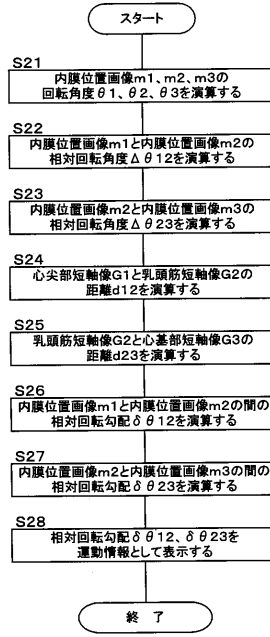 スタート
S21
内膜位置画像m1、m2、m3の
回転角度θ1、θ2、θ3を演算する
S22
内膜位置画像m1と内膜位置画像m2の
相対回転角度Δθ12を演算する
S23
内膜位置画像m2と内膜位置画像m3の
相対回転角度Δθ23を演算する
S24
心尖部短軸像G1と乳頭筋短軸像G2の
距離d12を演算する
S25
乳頭筋短軸像G2と心基部短軸像G3の
距離d23を演算する
S26
内膜位置画像m1と内膜位置画像m2の間の
相対回転勾配δθ12を演算する
S27
内膜位置画像m2と内膜位置画像m3の間の
相対回転勾配δθ23を演算する
S28
相対回転勾配δθ12、δθ23を
運動情報として表示する
終 了